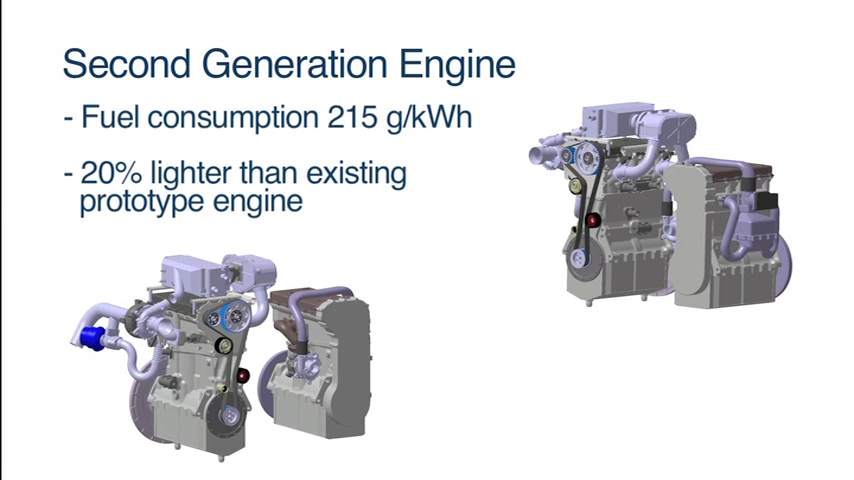 Second Generation Engine
- Fuel consumption 215 g/kWh
- 20% lighter than existing
prototype engine